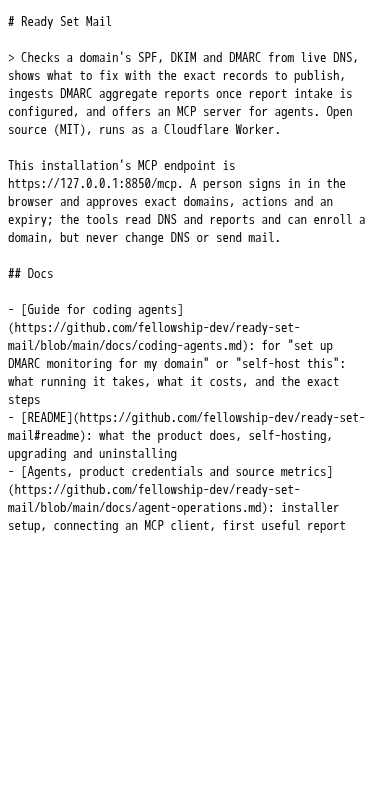 # Ready Set Mail
> Checks a domain's SPF, DKIM and DMARC from live DNS,
shows what to fix with the exact records to publish,
ingests DMARC aggregate reports once report intake is
configured, and offers an MCP server for agents. Open
source (MIT), runs as a Cloudflare Worker.
This installation's MCP endpoint is
https://127.0.0.1:8850/mcp. A person signs in in the
browser and approves exact domains, actions and an
expiry; the tools read DNS and reports and can enroll a
domain, but never change DNS or send mail.
## Docs
- [Guide for coding agents]
(https://github.com/fellowship-dev/ready-set-
mail/blob/main/docs/coding-agents.md): for "set up
DMARC monitoring for my domain" or "self-host this":
what running it takes, what it costs, and the exact
steps
- [README](https://github.com/fellowship-dev/ready-set-
mail#readme): what the product does, self-hosting,
upgrading and uninstalling
- [Agents, product credentials and source metrics]
(https://github.com/fellowship-dev/ready-set-
mail/blob/main/docs/agent-operations.md): installer
setup, connecting an MCP client, first useful report